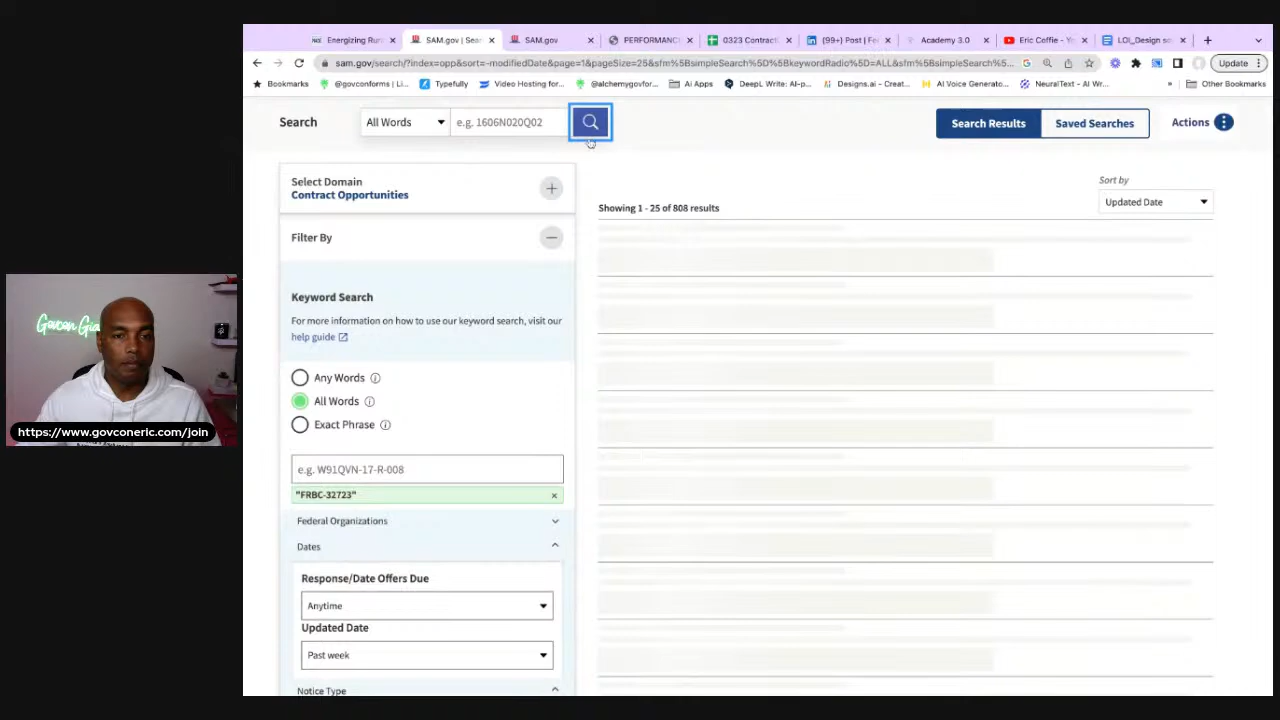 Energizing Run
SAM.gov | Sear
SAM.gov
PERFORMANC
0323 Contract
(99+) Post | Fe
Academy 3.0
Eric Coffie - Yo
LOI_Design so
sam.gov/search/?index=opp&sort=-modifiedDate&page=1&pageSize=25&sfm%5BsimpleSearch%5D%5BkeywordRadio%5D=ALL&sfm%5BsimpleSearch%5...
Update
Bookmarks
@govconforms | Li...
Typefully
Video Hosting for...
@alchemygovfor...
Ai Apps
DeepL Write: AI-p...
Designs.ai - Creat...
AI Voice Generato...
NeuralText - AI Wr...
»
Other Bookmarks
Search
All Words
e.g. 1606N020Q02
Search Results
Saved Searches
Actions
Select Domain
Contract Opportunities
Filter By
Keyword Search
For more information on how to use our keyword search, visit our
help guide
Any Words
All Words
Exact Phrase
e.g. W91QVN-17-R-008
"FRBC-32723"
Federal Organizations
Dates
Response/Date Offers Due
Anytime
Updated Date
Past week
Notice Type
Sort by
Updated Date
Showing 1 - 25 of 808 results
Govcon Gia
https://www.govconeric.com/join